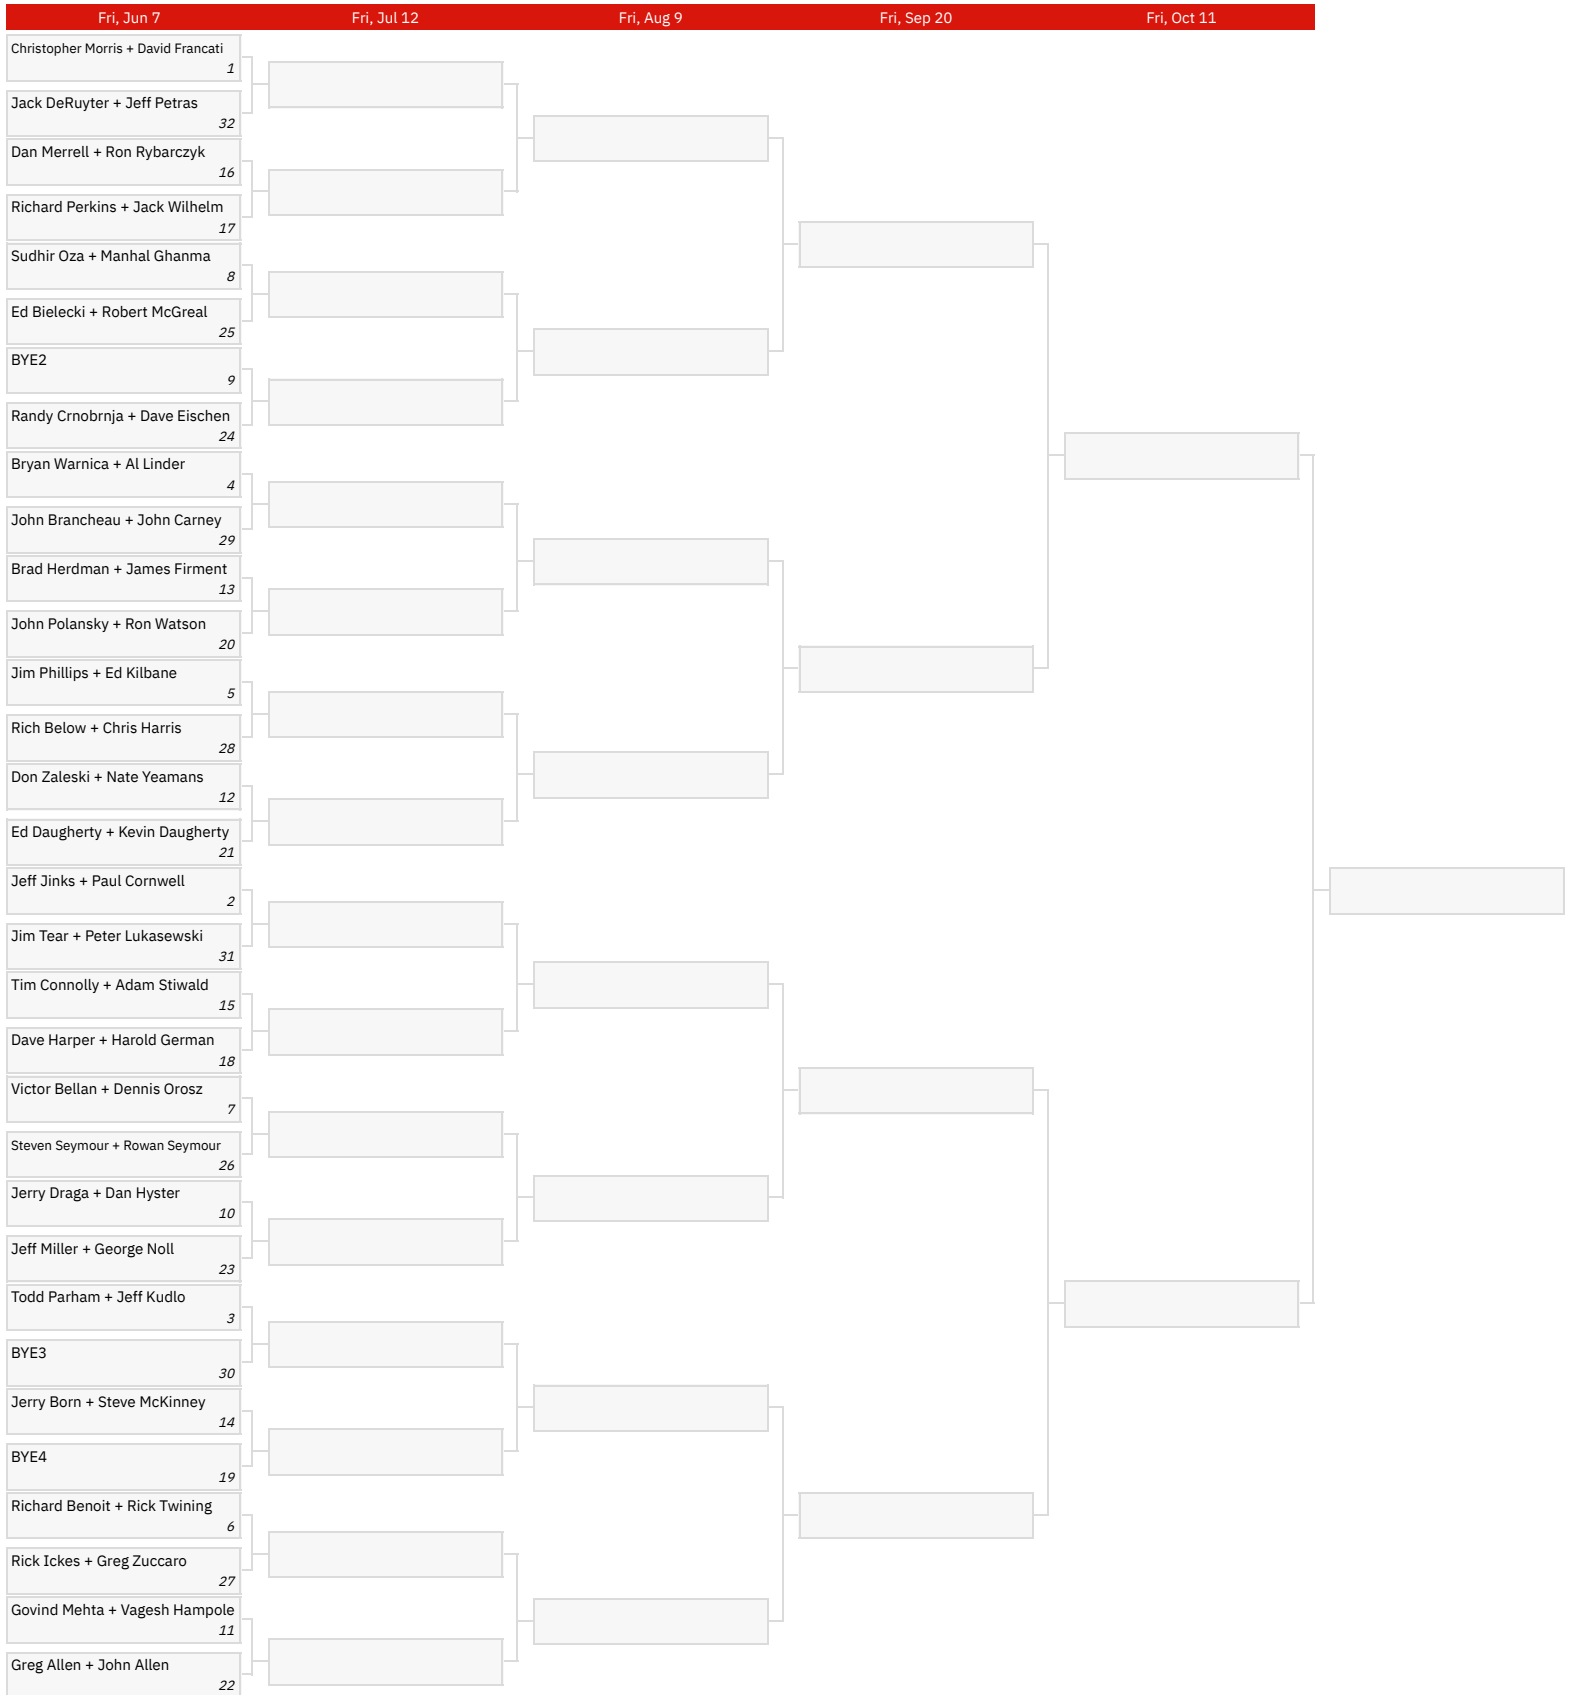 Fri, Jun 7
Fri, Jul 12
Fri, Aug 9
Fri, Sep 20
Fri, Oct 11
Christopher Morris + David Francati
1
Jack DeRuyter + Jeff Petras
32
Dan Merrell + Ron Rybarczyk
16
Richard Perkins + Jack Wilhelm
17
Sudhir Oza + Manhal Ghanma
8
Ed Bielecki + Robert McGreal
25
BYE2
9
Randy Crnobrnja + Dave Eischen
24
Bryan Warnica + Al Linder
4
John Brancheau + John Carney
29
Brad Herdman + James Firment
13
John Polansky + Ron Watson
20
Jim Phillips + Ed Kilbane
5
Rich Below + Chris Harris
28
Don Zaleski + Nate Yeamans
12
Ed Daugherty + Kevin Daugherty
21
Jeff Jinks + Paul Cornwell
2
Jim Tear + Peter Lukasewski
31
Tim Connolly + Adam Stiwald
15
Dave Harper + Harold German
18
Victor Bellan + Dennis Orosz
7
Steven Seymour + Rowan Seymour
26
Jerry Draga + Dan Hyster
10
Jeff Miller + George Noll
23
Todd Parham + Jeff Kudlo
3
BYE3
30
Jerry Born + Steve McKinney
14
BYE4
19
Richard Benoit + Rick Twining
6
Rick Ickes + Greg Zuccaro
27
Govind Mehta + Vagesh Hampole
11
Greg Allen + John Allen
22